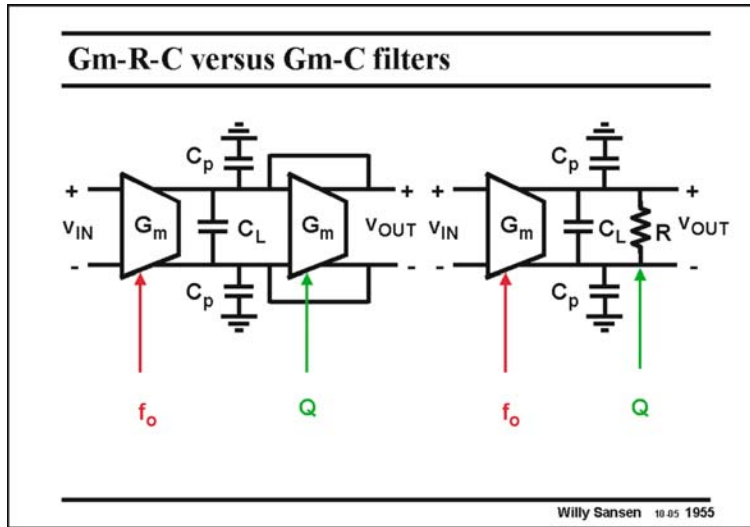 Gm-R-C versus Gm-C filters
Cp Cp
+ + + +
vIN Gm CL Gm vOUT vIN Gm CL R vOUT
- - - -
Cp Cp
fo Q fo Q
Willy Sansen 10-05 1955